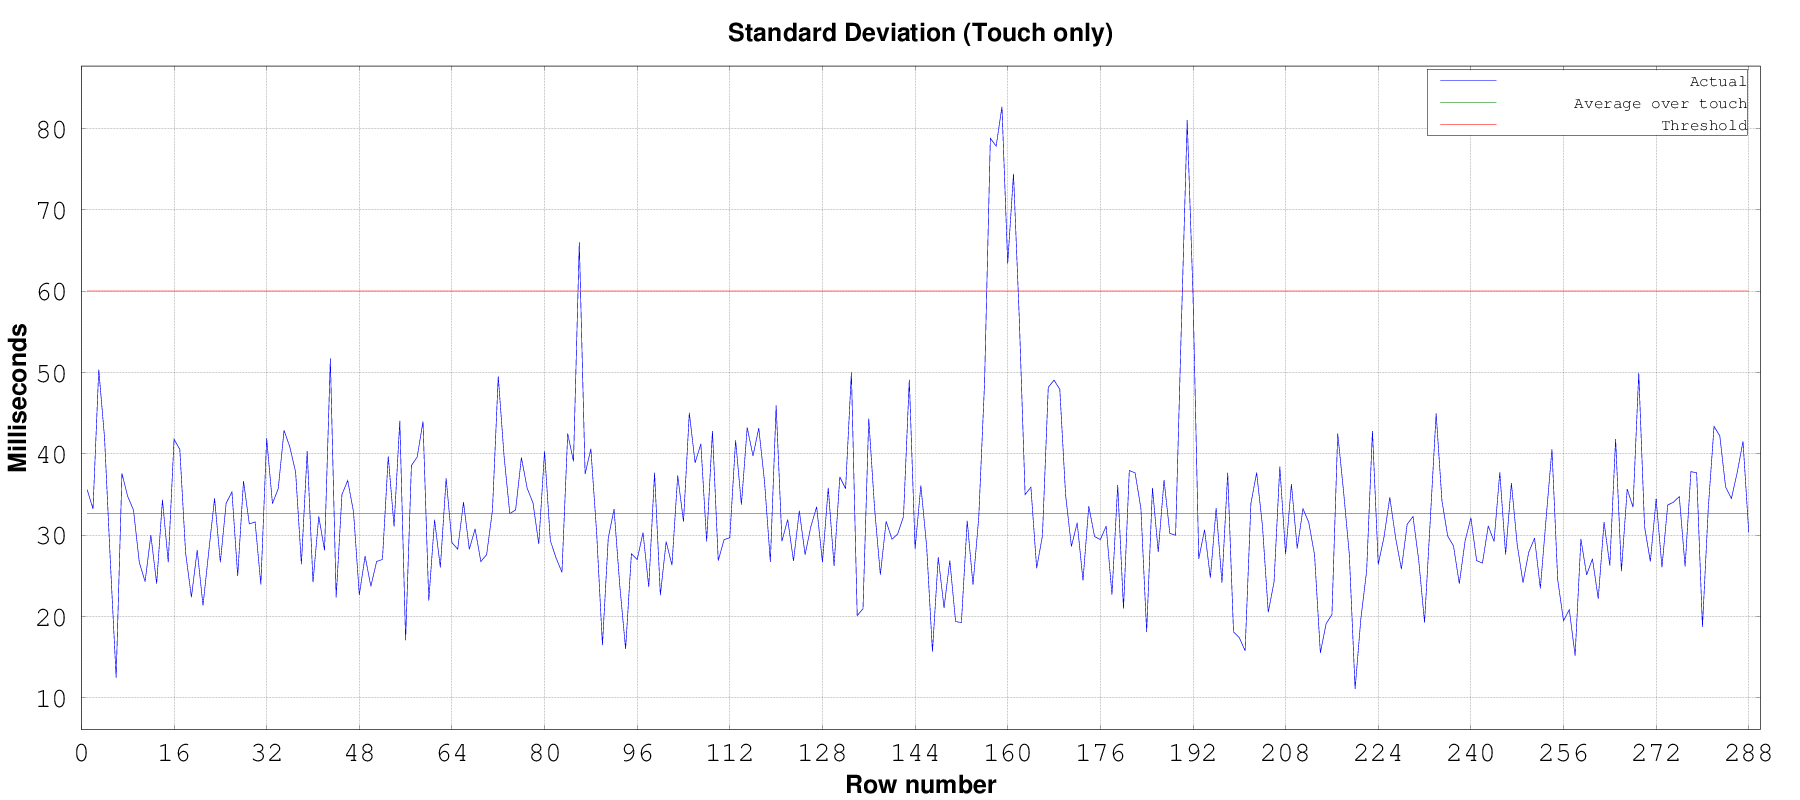 Standard Deviation (Touch only)
Actual
Average over touch
Threshold
80
70
60
50
40
30
20
10
Milliseconds
0 16 32 48 64 80 96 112 128 144 160 176 192 208 224 240 256 272 288
Row number